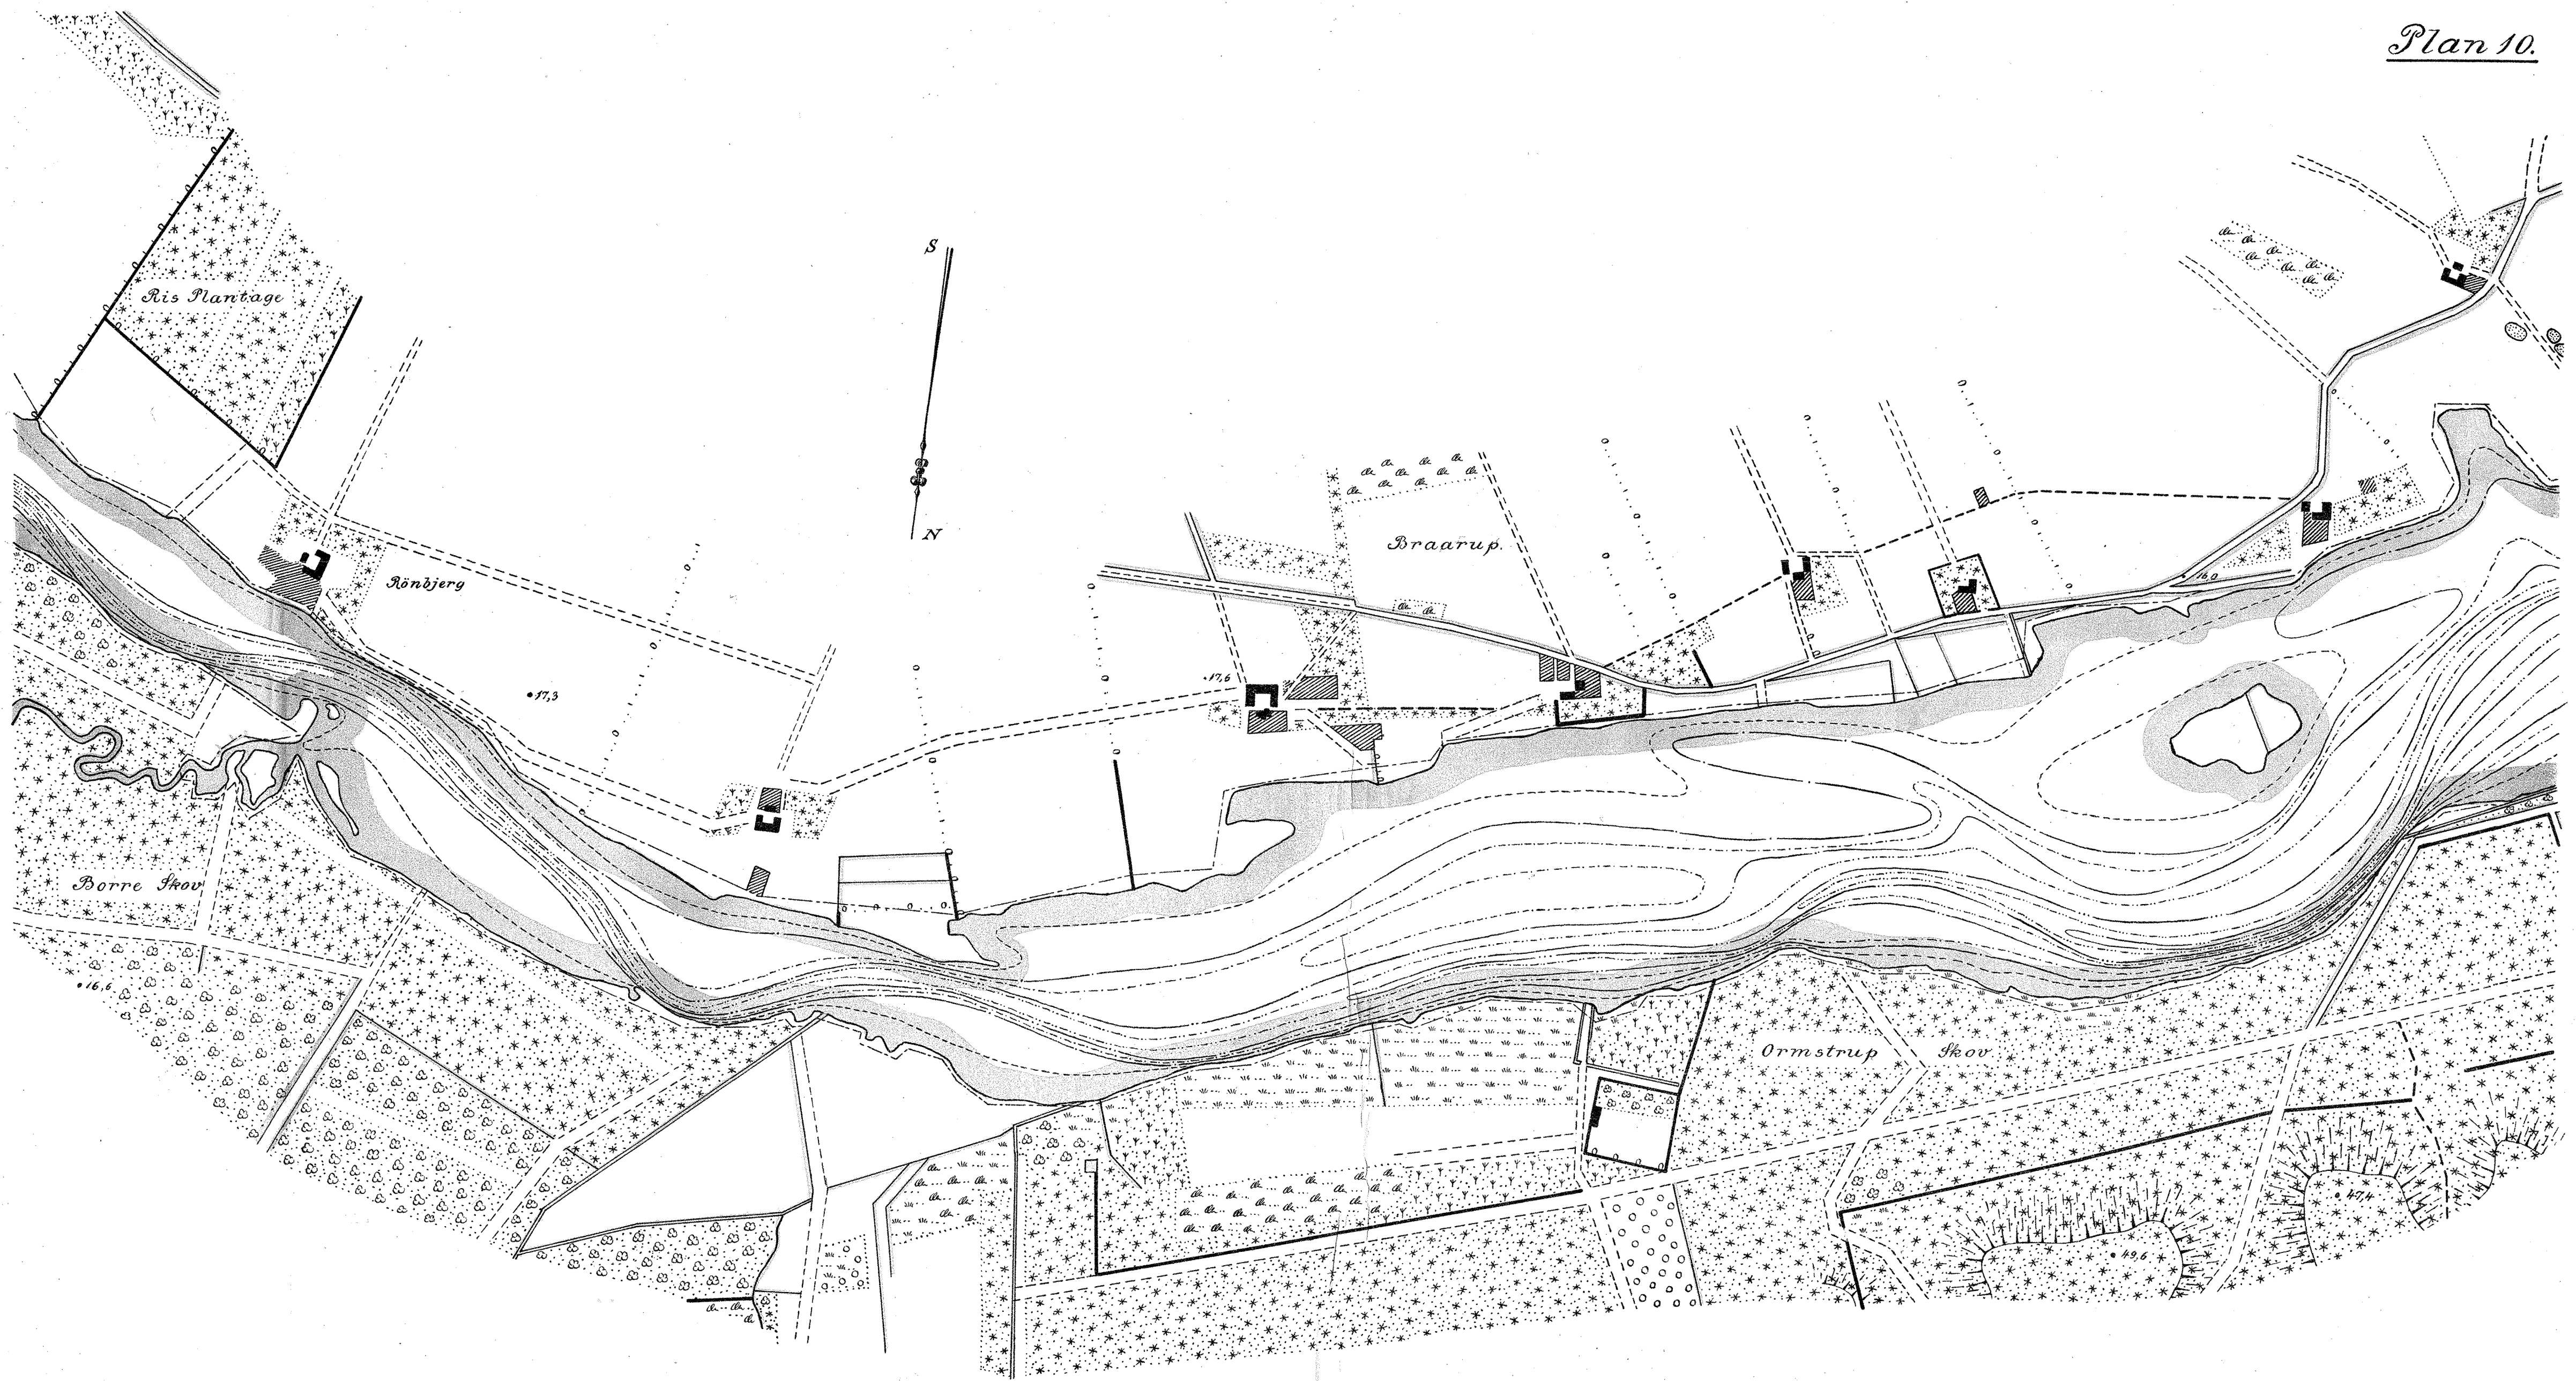 Plan 10.
S
Ris Plantage
N
Braarup.
Rönbjerg
16,0
17,3
17,6
Borre Skov
16,6
Ormstrup Skov
47,4
49,6